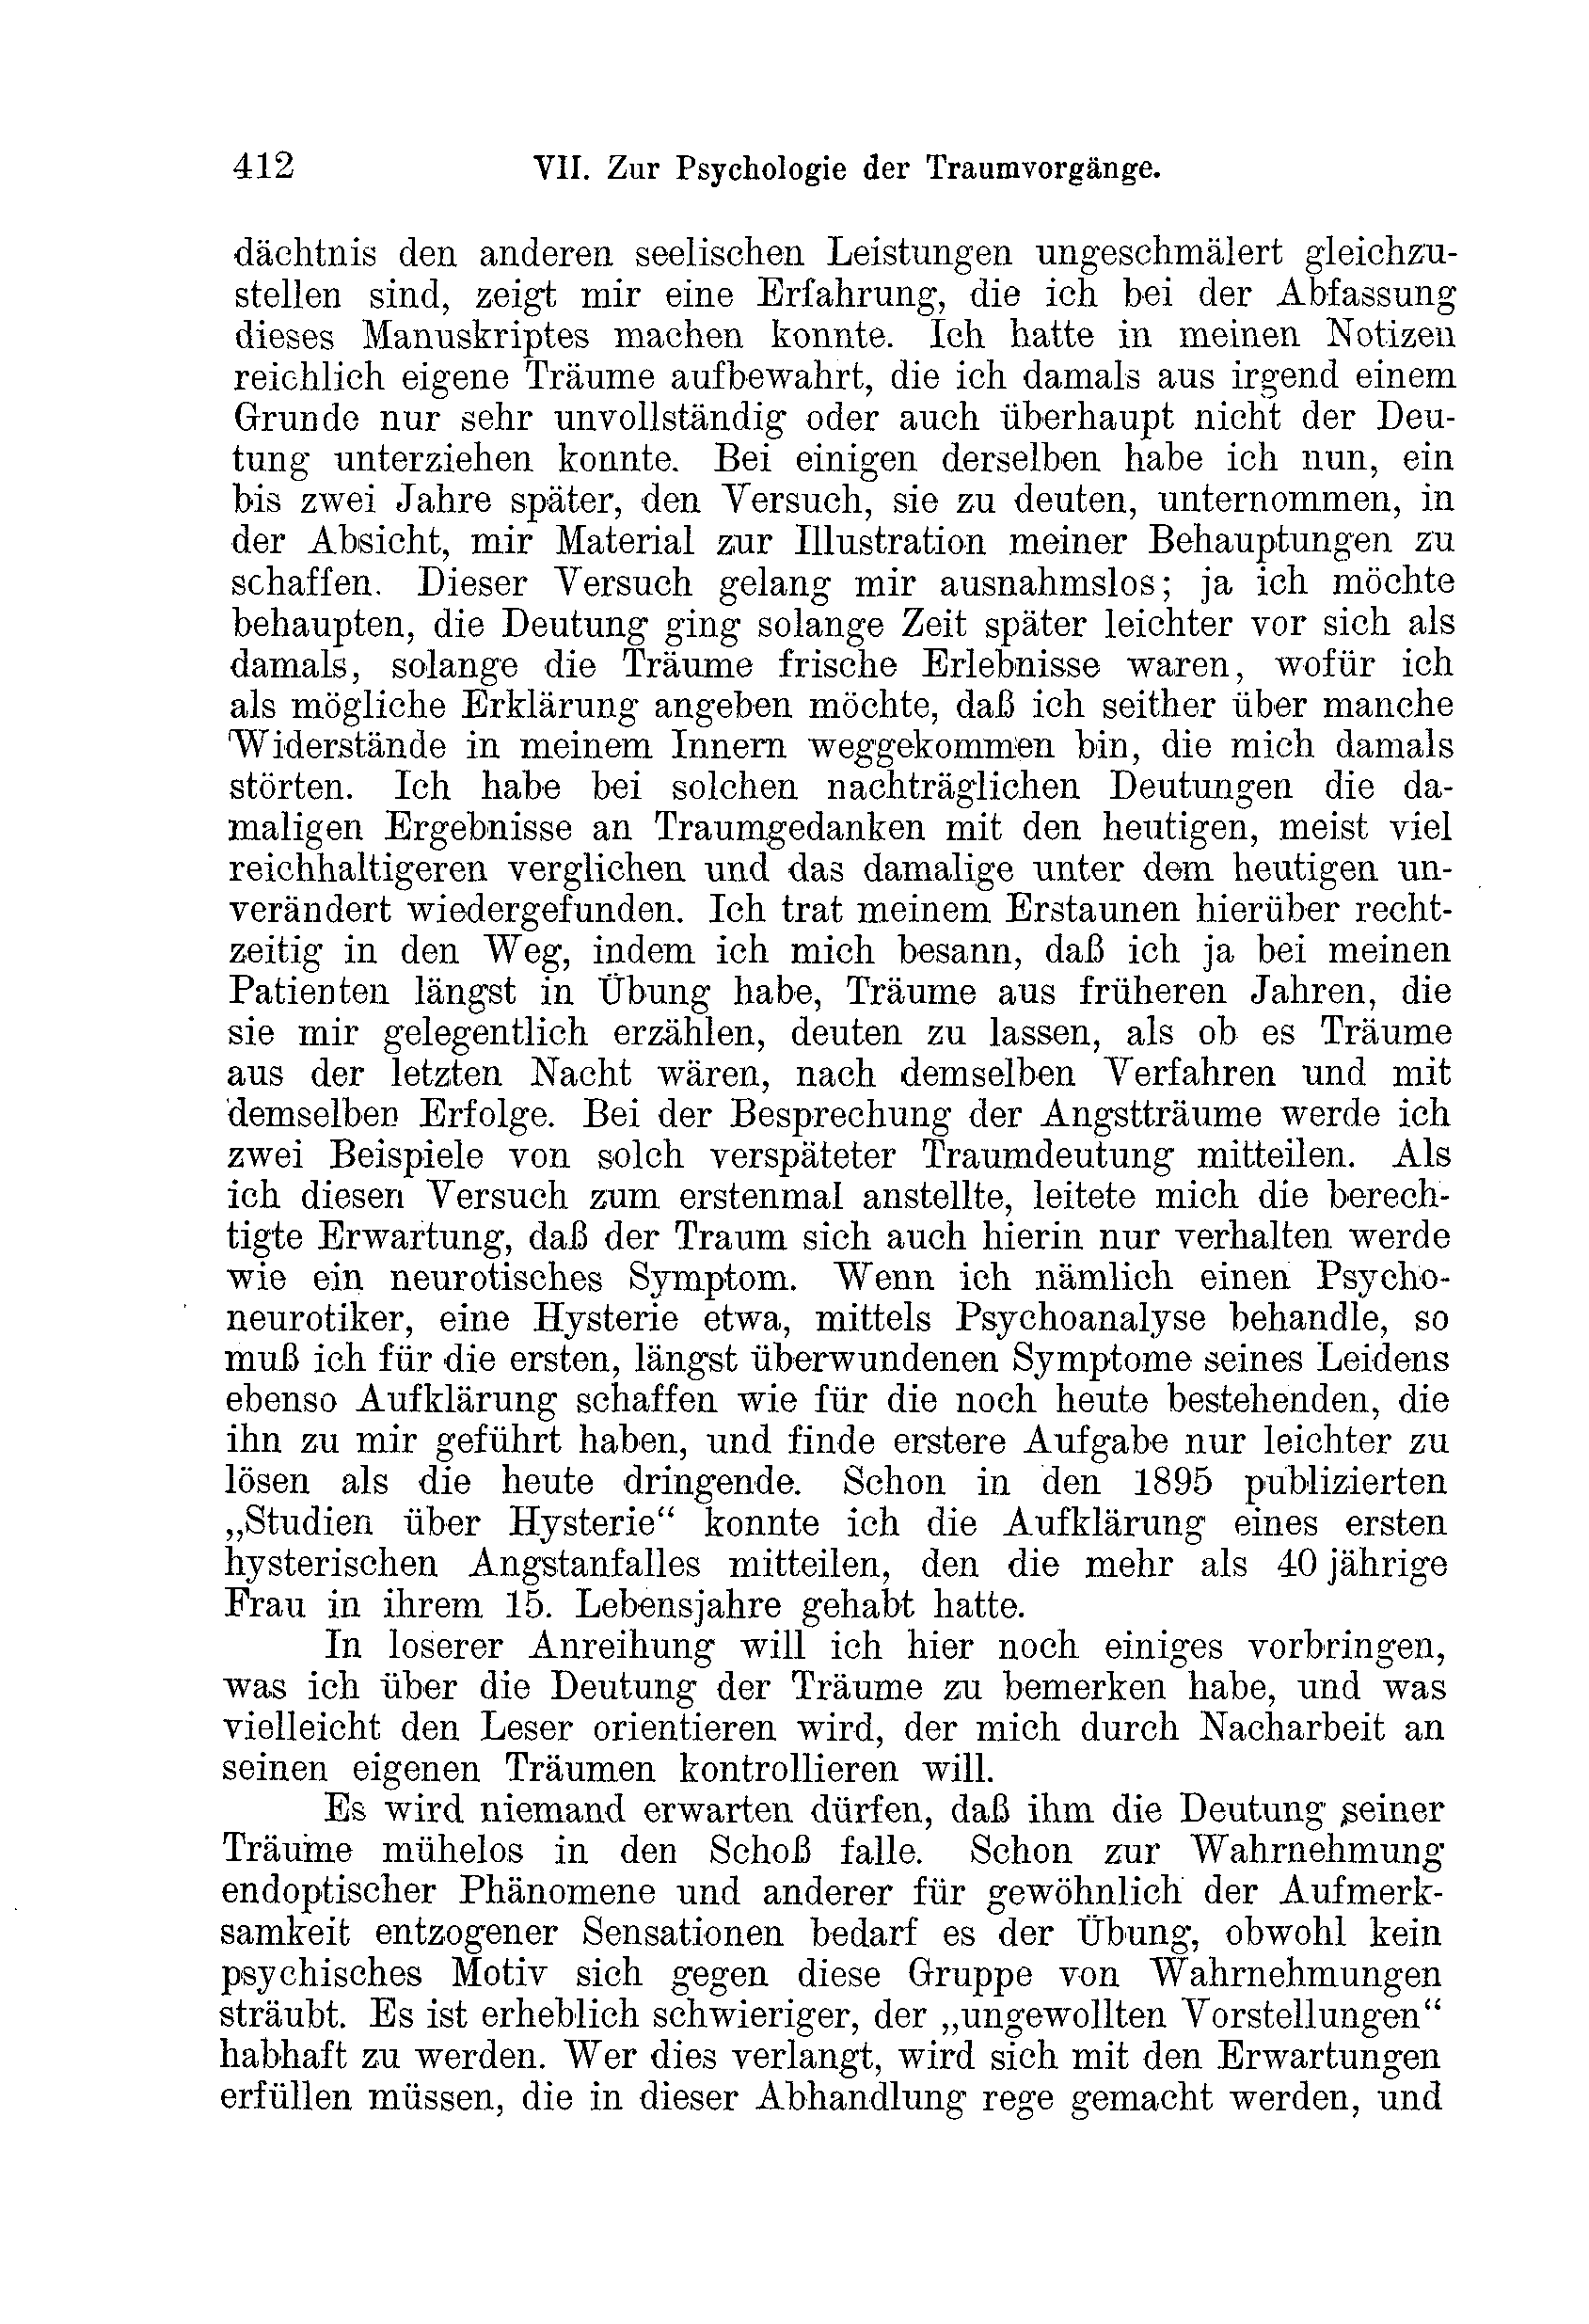 412 VII. Zur Psychologie der Traumvorgänge.
dächtnis den anderen seelischen Leistungen ungeschmälert gleichzu-
stellen sind, zeigt mir eine Erfahrung, die ich bei der Abfassung
dieses Manuskriptes machen konnte. Ich hatte in meinen Notizen
reichlich eigene Träume aufbewahrt, die ich damals aus irgend einem
Grunde nur sehr unvollständig oder auch überhaupt nicht der Deu-
tung unterziehen konnte. Bei einigen derselben habe ich nun, ein
bis zwei Jahre später, den Versuch, sie zu deuten, unternommen, in
der Absicht, mir Material zur Illustration meiner Behauptungen zu
schaffen. Dieser Versuch gelang mir ausnahmslos; ja ich möchte
behaupten, die Deutung ging solange Zeit später leichter vor sich als
damals, solange die Träume frische Erlebnisse waren, wofür ich
als mögliche Erklärung angeben möchte, daß ich seither über manche
Widerstände in meinem Innern weggekommen bin, die mich damals
störten. Ich habe bei solchen nachträglichen Deutungen die da-
maligen Ergebnisse an Traumgedanken mit den heutigen, meist viel
reichhaltigeren verglichen und das damalige unter dem heutigen un-
verändert wiedergefunden. Ich trat meinem Erstaunen hierüber recht-
zeitig in den Weg, indem ich mich besann, daß ich ja bei meinen
Patienten längst in Übung habe, Träume aus früheren Jahren, die
sie mir gelegentlich erzählen, deuten zu lassen, als ob es Träume
aus der letzten Nacht wären, nach demselben Verfahren und mit
demselben Erfolge. Bei der Besprechung der Angstträume werde ich
zwei Beispiele von solch verspäteter Traumdeutung mitteilen. Als
ich diesen Versuch zum erstenmal anstellte, leitete mich die berech-
tigte Erwartung, daß der Traum sich auch hierin nur verhalten werde
wie ein neurotisches Symptom. Wenn ich nämlich einen Psycho-
neurotiker, eine Hysterie etwa, mittels Psychoanalyse behandle, so
muß ich für die ersten, längst überwundenen Symptome seines Leidens
ebenso Aufklärung schaffen wie für die noch heute bestehenden, die
ihn zu mir geführt haben, und finde erstere Aufgabe nur leichter zu
lösen als die heute dringende. Schon in den 1895 publizierten
„Studien über Hysterie“ konnte ich die Aufklärung eines ersten
hysterischen Angstanfalles mitteilen, den die mehr als 40 jährige
Frau in ihrem 15. Lebensjahre gehabt hatte.
In loserer Anreihung will ich hier noch einiges vorbringen,
was ich über die Deutung der Träume zu bemerken habe, und was
vielleicht den Leser orientieren wird, der mich durch Nacharbeit an
seinen eigenen Träumen kontrollieren will.
Es wird niemand erwarten dürfen, daß ihm die Deutung seiner
Träume mühelos in den Schoß falle. Schon zur Wahrnehmung
endoptischer Phänomene und anderer für gewöhnlich der Aufmerk-
samkeit entzogener Sensationen bedarf es der Übung, obwohl kein
psychisches Motiv sich gegen diese Gruppe von Wahrnehmungen
sträubt. Es ist erheblich schwieriger, der „ungewollten Vorstellungen“
habhaft zu werden. Wer dies verlangt, wird sich mit den Erwartungen
erfüllen müssen, die in dieser Abhandlung rege gemacht werden, und